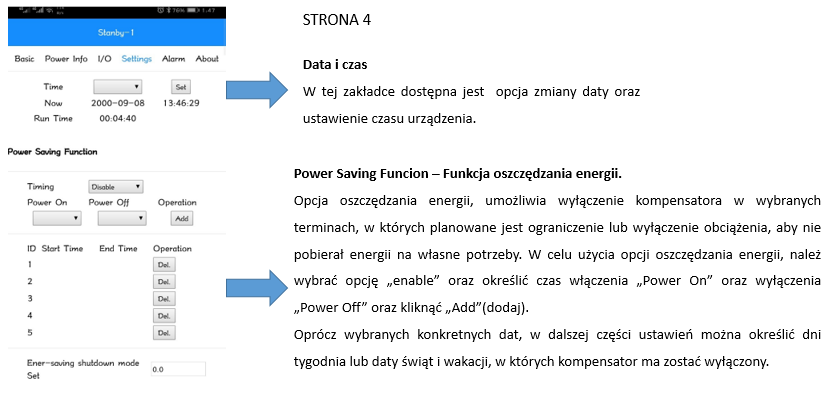 76% 1:47
STRONA 4
Stanby-1
Basic Power Info I/O Settings Alarm About
Data i czas
Time Set
W tej zakładce dostępna jest opcja zmiany daty oraz
Now 2000-09-08 13:46:29
Run Time 00:04:40
ustawienie czasu urządzenia.
Power Saving Function
Power Saving Funcion – Funkcja oszczędzania energii.
Timing Disable
Power On Power Off Operation
Add
Opcja oszczędzania energii, umożliwia wyłączenie kompensatora w wybranych
terminach, w których planowane jest ograniczenie lub wyłączenie obciążenia, aby nie
pobierał energii na własne potrzeby. W celu użycia opcji oszczędzania energii, należ
wybrać opcję „enable” oraz określić czas włączenia „Power On” oraz wyłączenia
„Power Off” oraz kliknąć „Add”(dodaj).
Oprócz wybranych konkretnych dat, w dalszej części ustawień można określić dni
tygodnia lub daty świąt i wakacji, w których kompensator ma zostać wyłączony.
ID Start Time End Time Operation
1 Del.
2 Del.
3 Del.
4 Del.
5 Del.
Ener-saving shutdown mode
Set 0.0